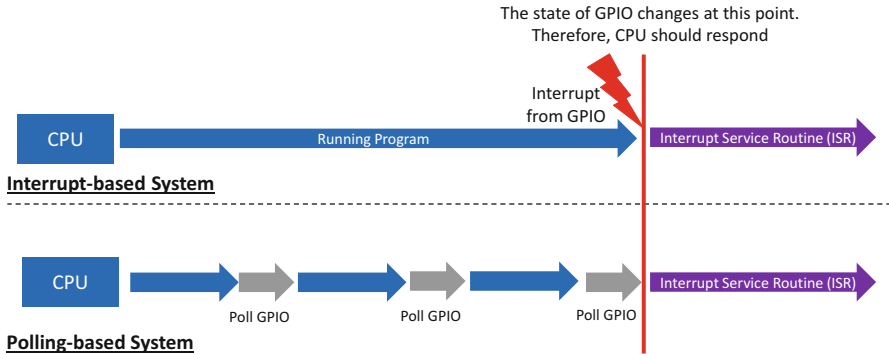 The state of GPIO changes at this point.
Therefore, CPU should respond
Interrupt
from GPIO
CPU
Running Program
Interrupt Service Routine (ISR)
Interrupt-based System
CPU
Interrupt Service Routine (ISR)
Poll GPIO
Poll GPIO
Poll GPIO
Polling-based System